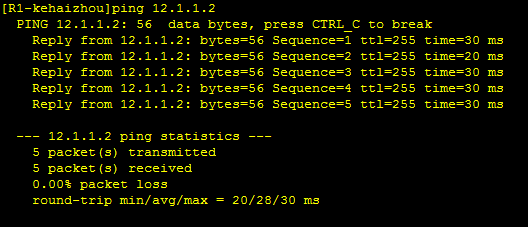 [R1-kehaizhou]ping 12.1.1.2
PING 12.1.1.2: 56  data bytes, press CTRL_C to break
Reply from 12.1.1.2: bytes=56 Sequence=1 ttl=255 time=30 ms
Reply from 12.1.1.2: bytes=56 Sequence=2 ttl=255 time=20 ms
Reply from 12.1.1.2: bytes=56 Sequence=3 ttl=255 time=30 ms
Reply from 12.1.1.2: bytes=56 Sequence=4 ttl=255 time=30 ms
Reply from 12.1.1.2: bytes=56 Sequence=5 ttl=255 time=30 ms
--- 12.1.1.2 ping statistics ---
5 packet(s) transmitted
5 packet(s) received
0.00% packet loss
round-trip min/avg/max = 20/28/30 ms